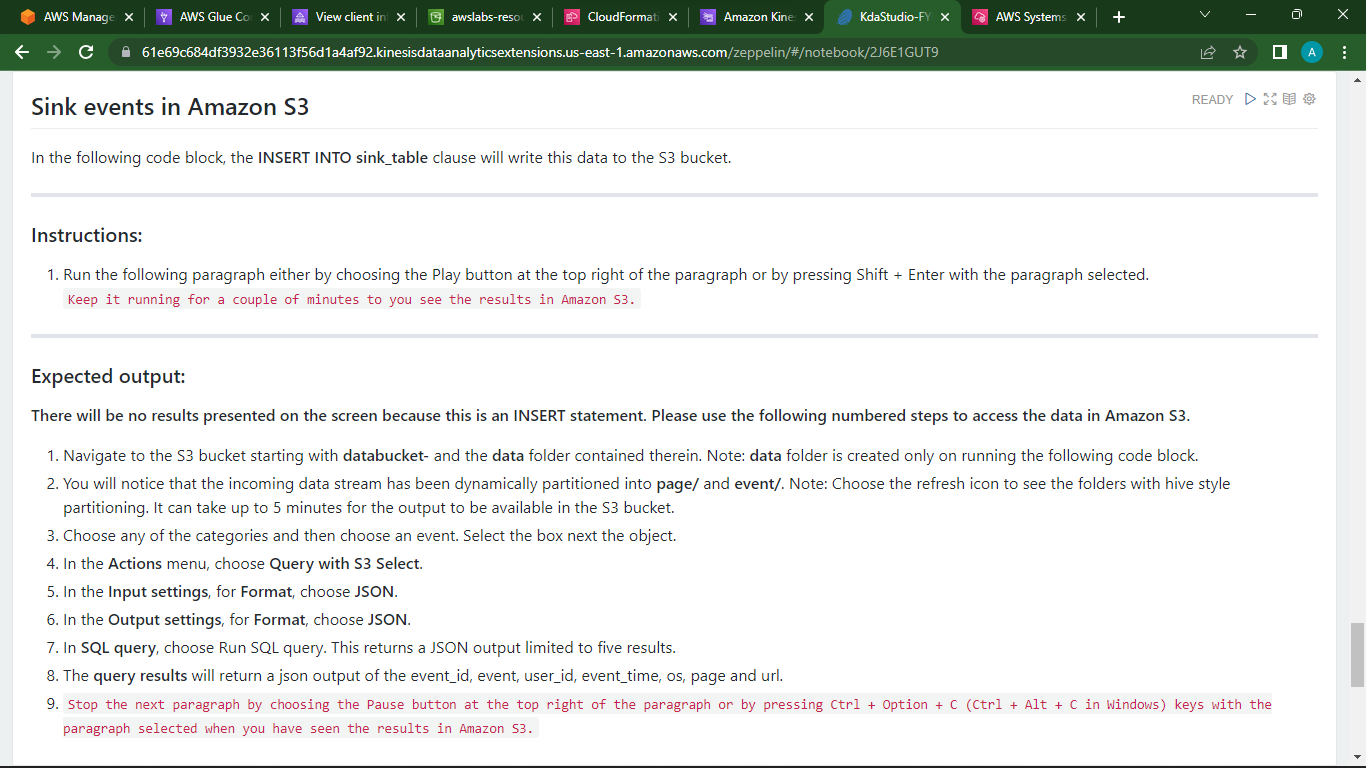 AWS Manage
AWS Glue Co
View client in
awslabs-resou
CloudFormati
Amazon Kine
KdaStudio-FY
AWS Systems
61e69c684df3932e36113f56d1a4af92.kinesisdataanalyticsextensions.us-east-1.amazonaws.com/zeppelin/#/notebook/2J6E1GUT9
A
Sink events in Amazon S3
READY
In the following code block, the INSERT INTO sink_table clause will write this data to the S3 bucket.
Instructions:
1. Run the following paragraph either by choosing the Play button at the top right of the paragraph or by pressing Shift + Enter with the paragraph selected.
Keep it running for a couple of minutes to you see the results in Amazon S3.
Expected output:
There will be no results presented on the screen because this is an INSERT statement. Please use the following numbered steps to access the data in Amazon S3.
1. Navigate to the S3 bucket starting with databucket- and the data folder contained therein. Note: data folder is created only on running the following code block.
2. You will notice that the incoming data stream has been dynamically partitioned into page/ and event/. Note: Choose the refresh icon to see the folders with hive style
partitioning. It can take up to 5 minutes for the output to be available in the S3 bucket.
3. Choose any of the categories and then choose an event. Select the box next the object.
4. In the Actions menu, choose Query with S3 Select.
5. In the Input settings, for Format, choose JSON.
6. In the Output settings, for Format, choose JSON.
7. In SQL query, choose Run SQL query. This returns a JSON output limited to five results.
8. The query results will return a json output of the event_id, event, user_id, event_time, os, page and url.
9. Stop the next paragraph by choosing the Pause button at the top right of the paragraph or by pressing Ctrl + Option + C (Ctrl + Alt + C in Windows) keys with the
paragraph selected when you have seen the results in Amazon S3.